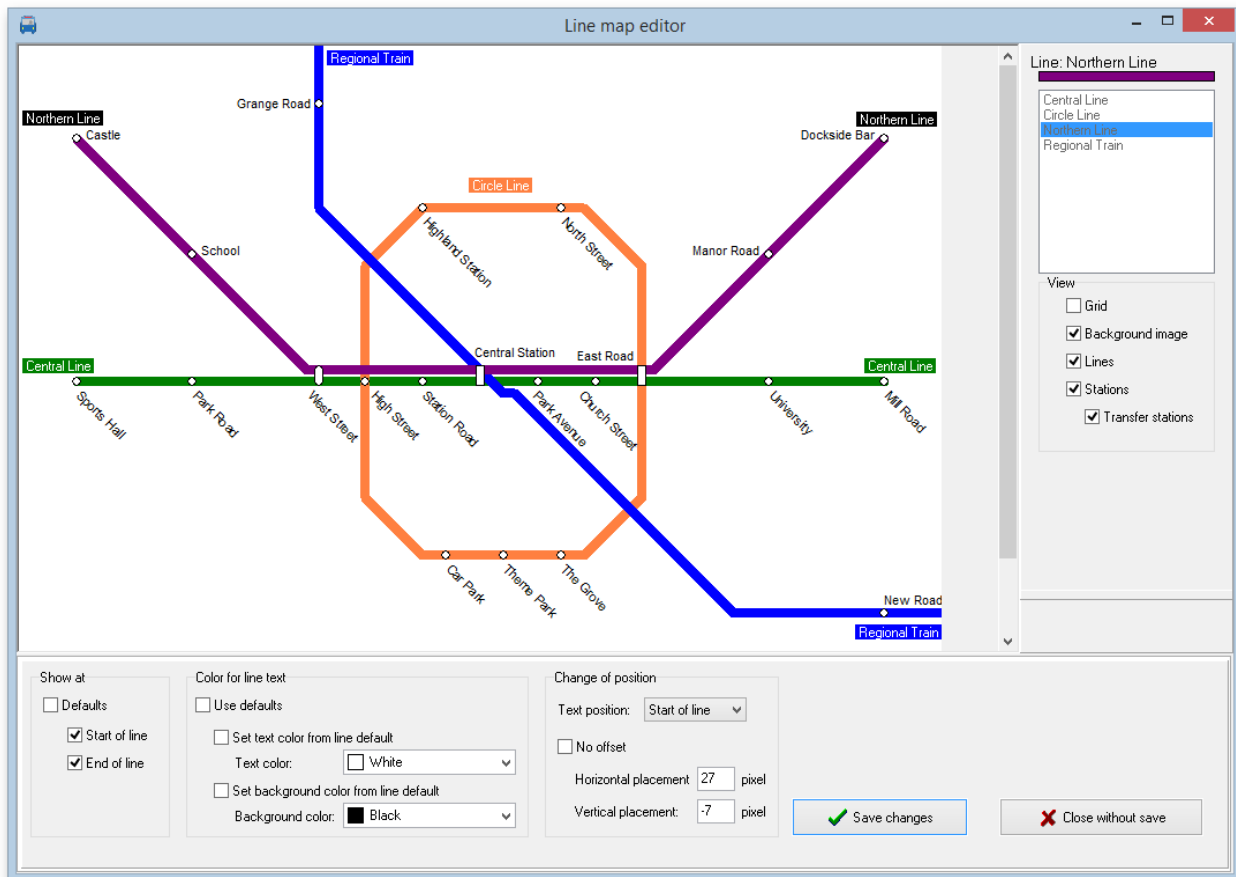 Line map editor
Regional Train
Grange Road
Northern Line
Castle
Northern Line
Dockside Bar
Circle Line
Highland Station
North Street
School
Manor Road
Central Station
East Road
Central Line
Central Line
Sports Hall
Park Road
West Street
High Street
Station Road
Park Avenue
Church Street
University
Mill Road
Car Park
Theme Park
The Grove
New Road
Regional Train
Line: Northern Line
Central Line
Circle Line
Northern Line
Regional Train
View
Grid
Background image
Lines
Stations
Transfer stations
Show at
Defaults
Start of line
End of line
Color for line text
Use defaults
Set text color from line default
Text color: White
Set background color from line default
Background color: Black
Change of position
Text position: Start of line
No offset
Horizontal placement 27 pixel
Vertical placement: -7 pixel
Save changes
Close without save